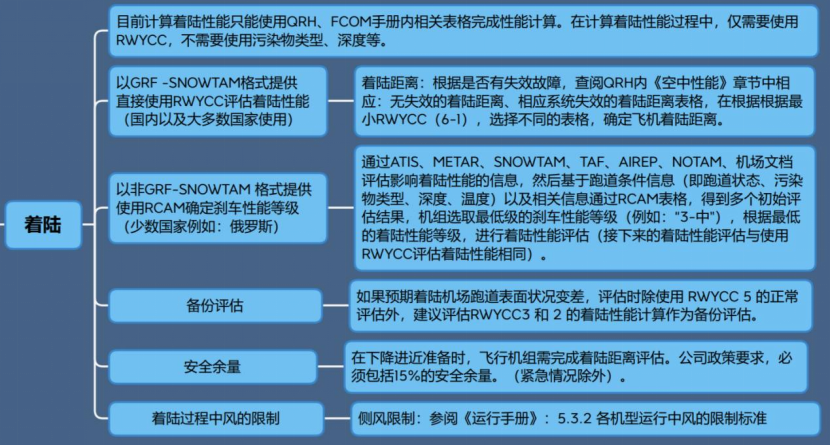 着陆
目前计算着陆性能只能使用QRH、FCOM手册内相关表格完成性能计算。在计算着陆性能过程中，仅需要使用
RWYCC，不需要使用污染物类型、深度等。
以GRF -SNOWTAM格式提供
直接使用RWYCC评估着陆性能
（国内以及大多数国家使用）
着陆距离：根据是否有失效故障，查阅QRH内《空中性能》章节中相
应：无失效的着陆距离、相应系统失效的着陆距离表格，在根据根据最
小RWYCC（6-1），选择不同的表格，确定飞机着陆距离。
以非GRF-SNOWTAM 格式提供
使用RCAM确定刹车性能等级
（少数国家例如：俄罗斯）
通过ATIS、METAR、SNOWTAM、TAF、AIREP、NOTAM、机场文档
评估影响着陆性能的信息，然后基于跑道条件信息（即跑道状态、污染
物类型、深度、温度）以及相关信息通过RCAM表格，得到多个初始评
估结果，机组选取最低级的刹车性能等级（例如：“3-中"），根据最低
的着陆性能等级，进行着陆性能评估（接下来的着陆性能评估与使用
RWYCC评估着陆性能相同）。
备份评估
如果预期着陆机场跑道表面状况变差，评估时除使用 RWYCC 5 的正常
评估外，建议评估RWYCC3 和 2 的着陆性能计算作为备份评估。
安全余量
在下降进近准备时，飞行机组需完成着陆距离评估。公司政策要求，必
须包括15%的安全余量。（紧急情况除外）。
着陆过程中风的限制
侧风限制：参阅《运行手册》：5.3.2 各机型运行中风的限制标准